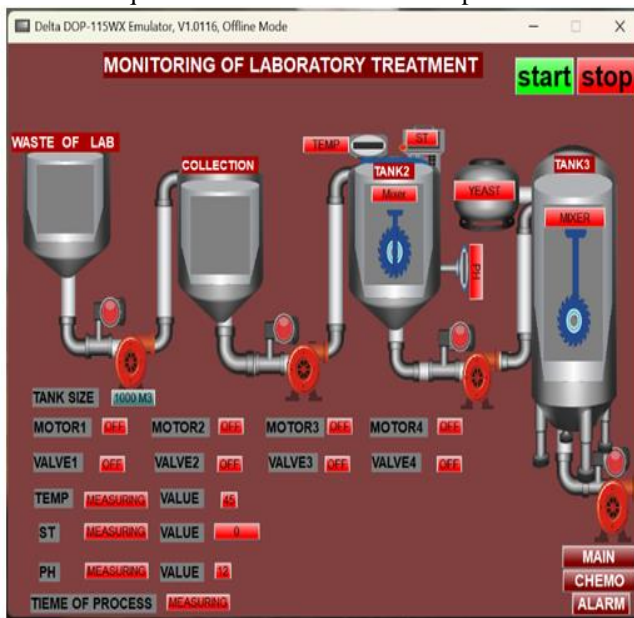 Delta DOP-115WX Emulator, V1.0116, Offline Mode
MONITORING OF LABORATORY TREATMENT
start stop
WASTE OF LAB
COLLECTION
TEMP
ST
TANK2
Mixer
PH
YEAST
TANK3
MIXER
TANK SIZE 1000 M3
MOTOR1 OFF MOTOR2 OFF MOTOR3 OFF MOTOR4 OFF
VALVE1 OFF VALVE2 OFF VALVE3 OFF VALVE4 OFF
TEMP MEASURING VALUE 45
ST MEASURING VALUE 0
PH MEASURING VALUE 12
TIEME OF PROCESS MEASURING
MAIN
CHEMO
ALARM